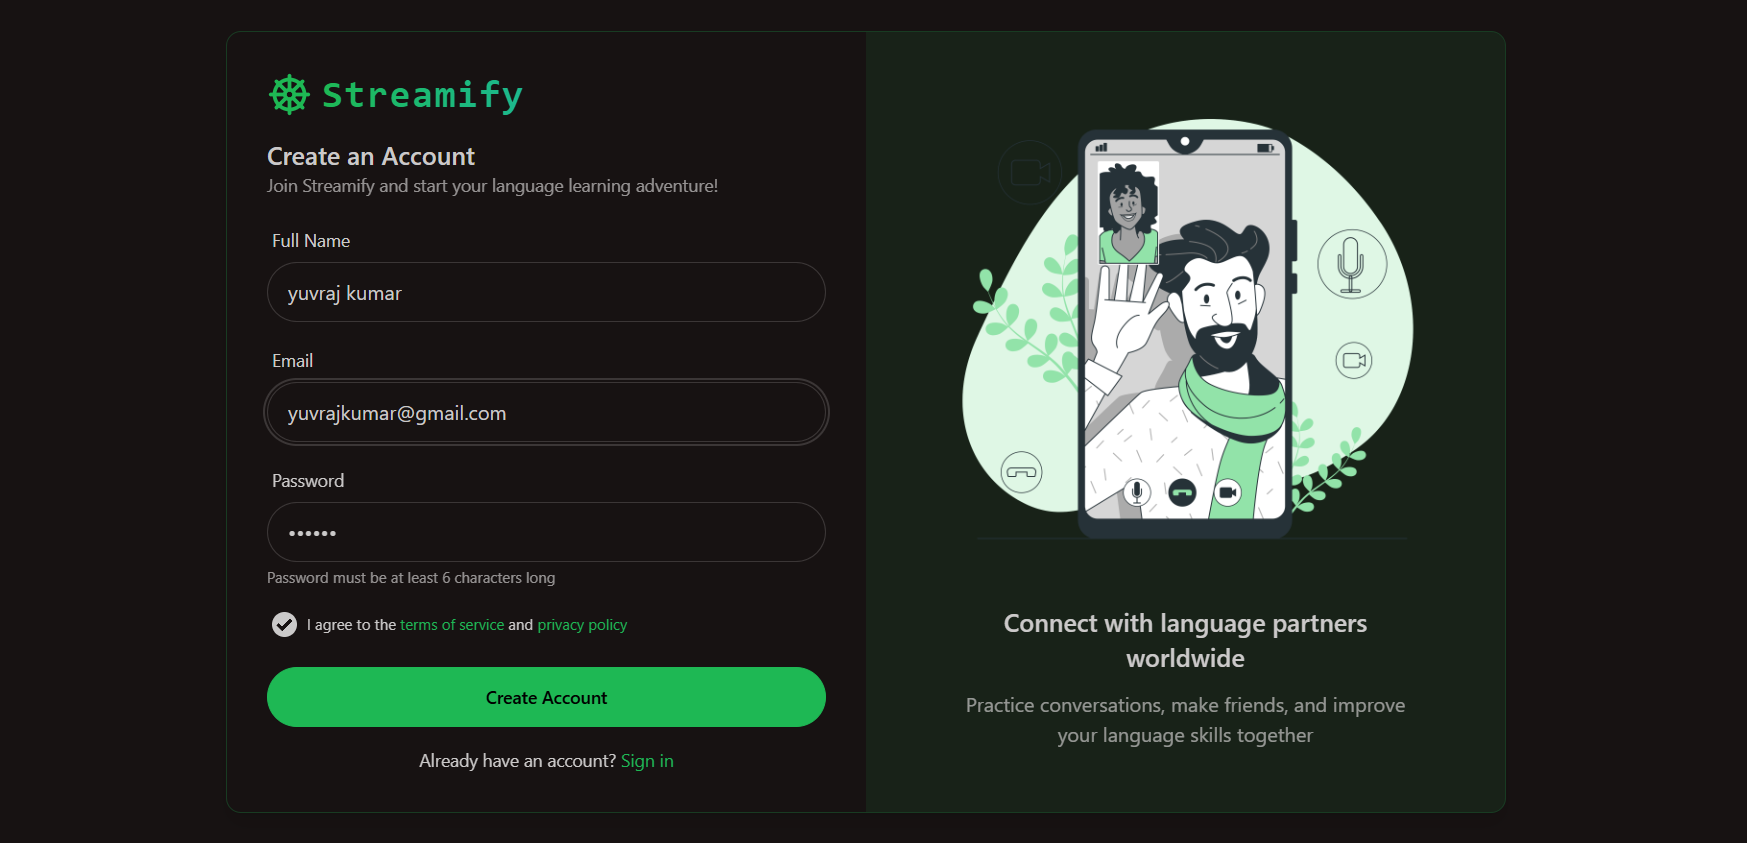 Streamify
Create an Account
Join Streamify and start your language learning adventure!
Full Name
yuvraj kumar
Email
yuvrajkumar@gmail.com
Password
••••••
Password must be at least 6 characters long
I agree to the terms of service and privacy policy
Create Account
Already have an account? Sign in
Connect with language partners
worldwide
Practice conversations, make friends, and improve
your language skills together